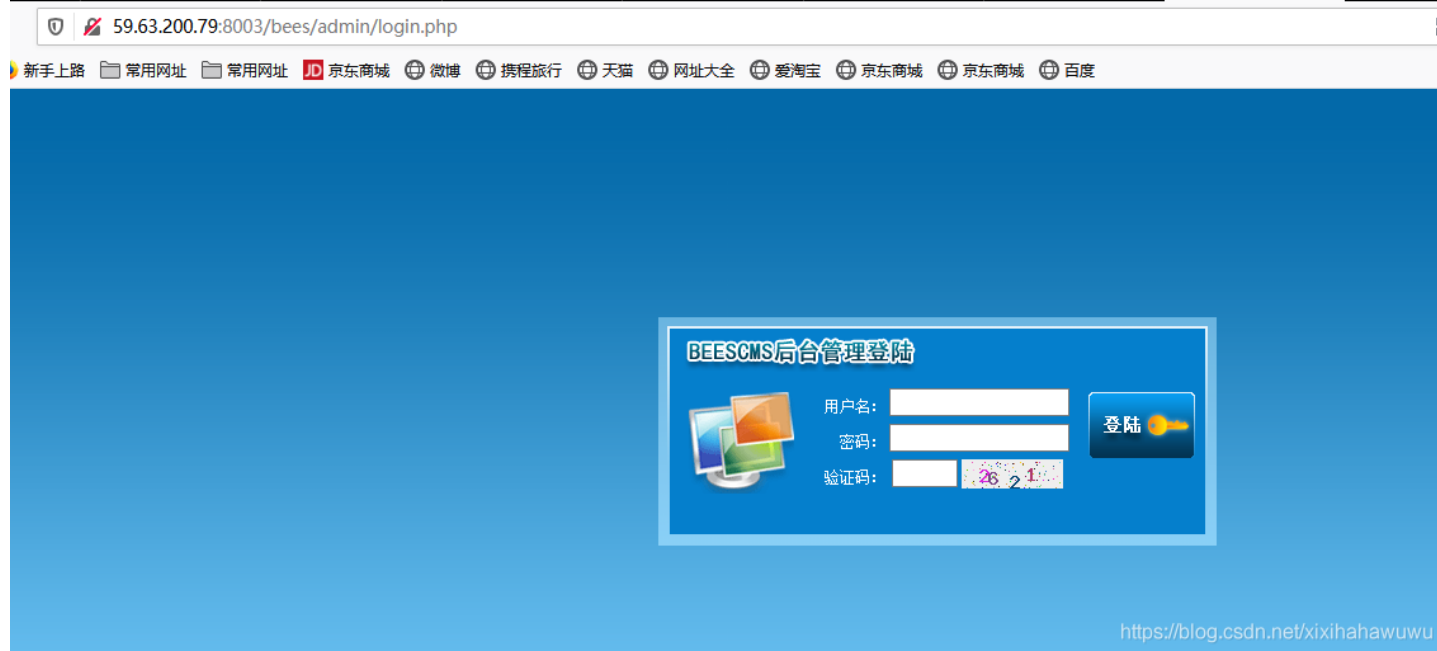 59.63.200.79:8003/bees/admin/login.php
新手上路 常用网址 常用网址 JD 京东商城 微博 携程旅行 天猫 网址大全 爱淘宝 京东商城 京东商城 百度
BEESCMS后台管理登陆
用户名：
密码：
登陆
验证码： 2621
https://blog.csdn.net/xixihahawuwu